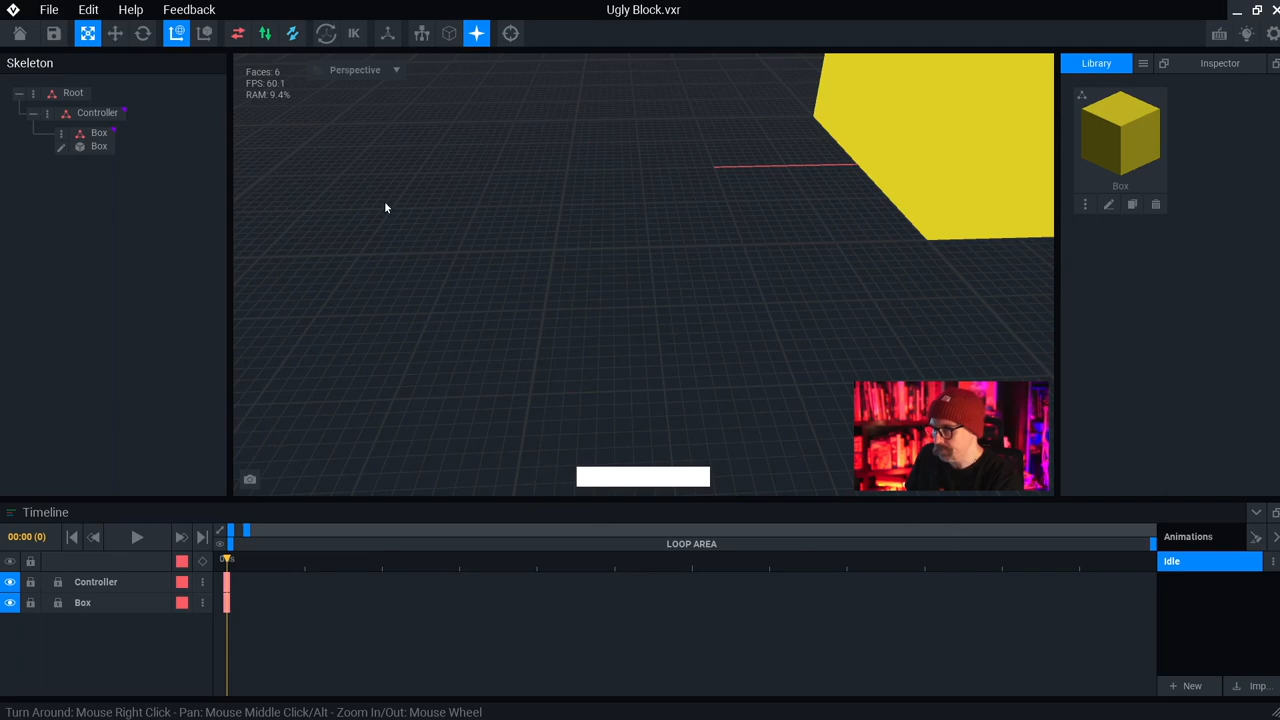 File Edit Help Feedback Ugly Block.vxr
IK
Skeleton
Root
Controller
Box
Box
Faces: 6
FPS: 60.1
RAM: 9.4%
Perspective
Library
Inspector
Box
Timeline
00:00 (0)
LOOP AREA
Animations
Idle
Controller
Box
+ New
Imp...
Turn Around: Mouse Right Click - Pan: Mouse Middle Click/Alt - Zoom In/Out: Mouse Wheel